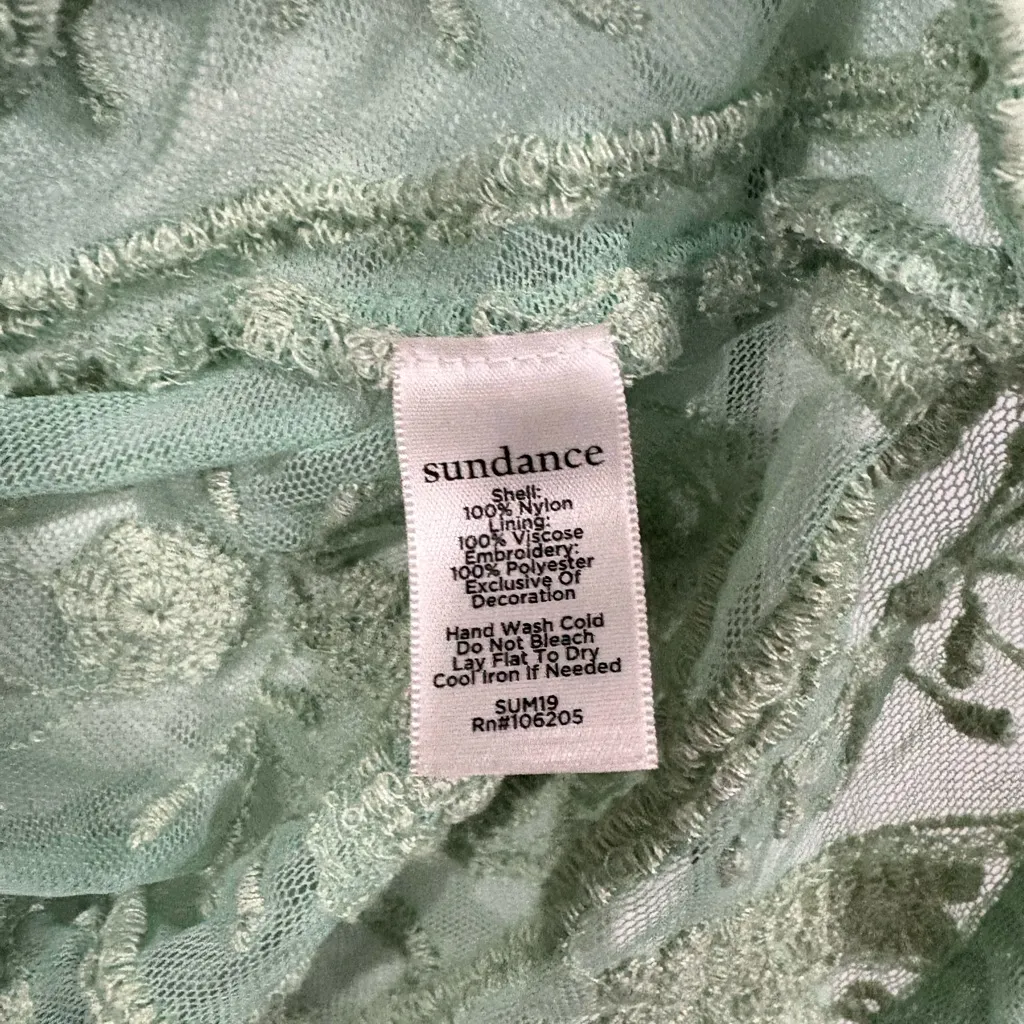 sundance
Shell:
100% Nylon
Lining:
100% Viscose
Embroidery:
100% Polyester
Exclusive Of
Decoration
Hand Wash Cold
Do Not Bleach
Lay Flat To Dry
Cool Iron If Needed
SUM19
Rn#106205